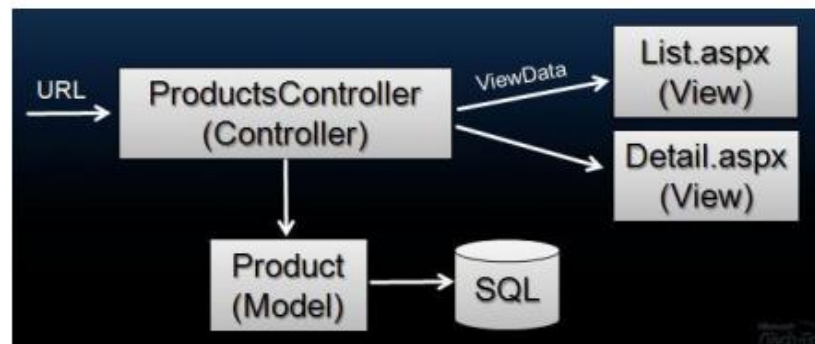 URL
ProductsController
(Controller)
ViewData
List.aspx
(View)
Detail.aspx
(View)
Product
(Model)
SQL